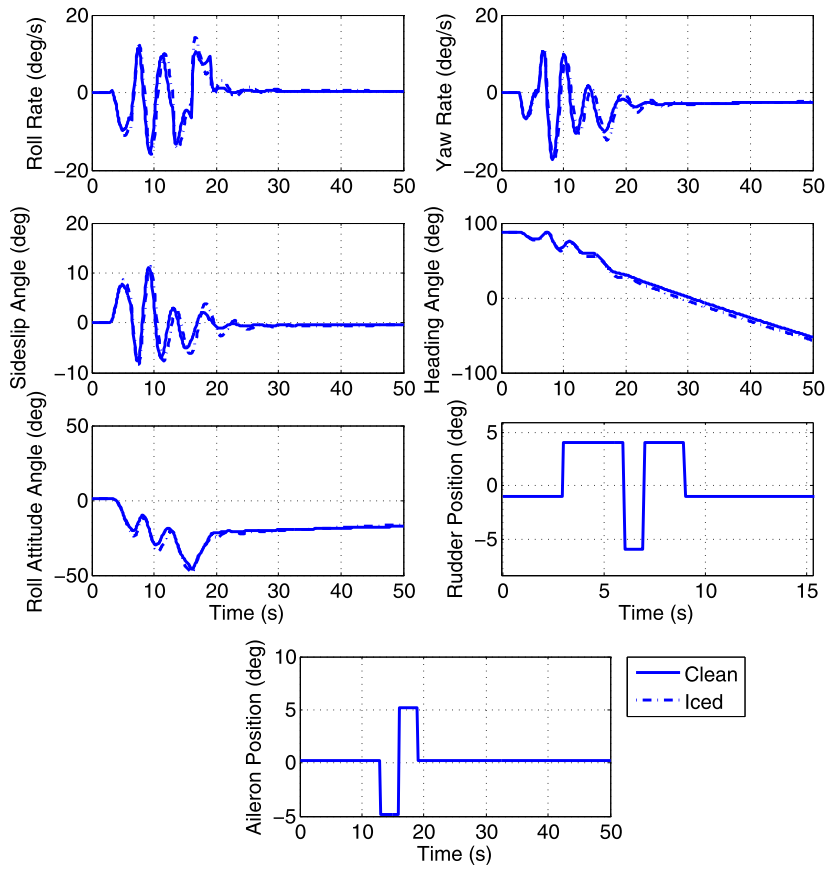 Roll Rate (deg/s)
20
0
−20
0 10 20 30 40 50
Yaw Rate (deg/s)
20
0
−20
0 10 20 30 40 50
Sideslip Angle (deg)
20
10
0
−10
0 10 20 30 40 50
Heading Angle (deg)
100
0
−100
0 10 20 30 40 50
Roll Attitude Angle (deg)
50
0
−50
0 10 20 30 40 50
Time (s)
Rudder Position (deg)
5
0
−5
0 5 10 15
Time (s)
Aileron Position (deg)
10
5
0
−5
0 10 20 30 40 50
Time (s)
Clean
Iced